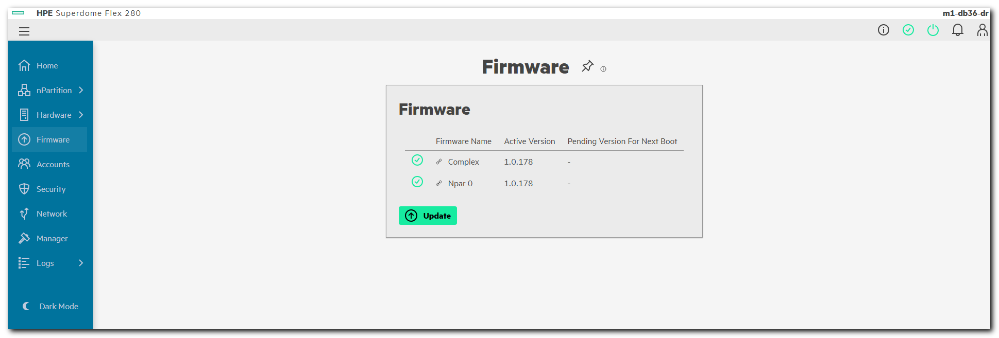 HPE Superdome Flex 280
m1-db36-dr
Home
nPartition
Hardware
Firmware
Accounts
Security
Network
Manager
Logs
Dark Mode
Firmware
Firmware
Firmware Name Active Version Pending Version For Next Boot
Complex 1.0.178 -
Npar 0 1.0.178 -
Update